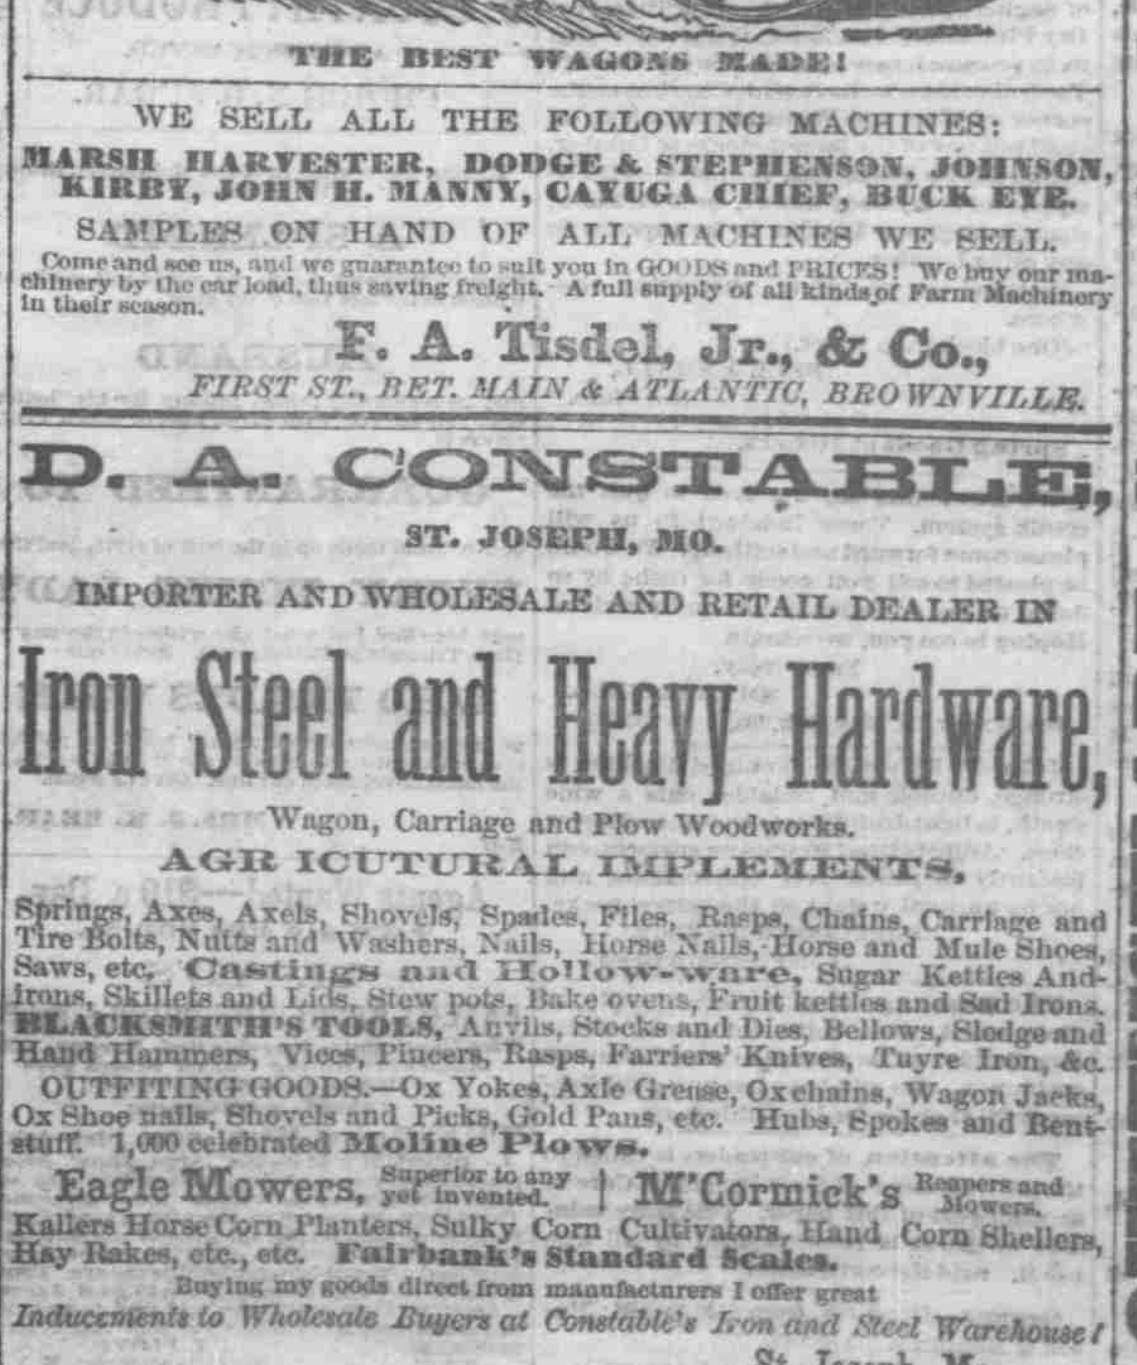 THE BEST WAGONS MADE!
WE SELL ALL THE FOLLOWING MACHINES:
MARSH HARVESTER, DODGE & STEPHENSON, JOHNSON,
KIRBY, JOHN H. MANNY, CAYUGA CHIEF, BUCK EYE.
SAMPLES ON HAND OF ALL MACHINES WE SELL.
Come and see us, and we guarantee to suit you in GOODS and PRICES! We buy our ma-
chinery by the car load, thus saving freight. A full supply of all kinds of Farm Machinery
in their season.
F. A. Tisdel, Jr., & Co.,
FIRST ST., BET. MAIN & ATLANTIC, BROWNVILLE.
D. A. CONSTABLE,
ST. JOSEPH, MO.
IMPORTER AND WHOLESALE AND RETAIL DEALER IN
Iron Steel and Heavy Hardware,
Wagon, Carriage and Plow Woodworks.
AGR ICUTURAL IMPLEMENTS,
Springs, Axes, Axels, Shovels, Spades, Files, Rasps, Chains, Carriage and
Tire Bolts, Nutts and Washers, Nails, Horse Nails, Horse and Mule Shoes,
Saws, etc. Castings and Hollow-ware, Sugar Kettles And-
irons, Skillets and Lids, Stew pots, Bake ovens, Fruit kettles and Sad Irons.
BLACKSMITH'S TOOLS, Anvils, Stocks and Dies, Bellows, Sledge and
Hand Hammers, Vices, Pincers, Rasps, Farriers' Knives, Tuyre Iron, &c.
OUTFITING GOODS.—Ox Yokes, Axle Grease, Ox chains, Wagon Jacks,
Ox Shoe nails, Shovels and Picks, Gold Pans, etc. Hubs, Spokes and Bent-
stuff. 1,000 celebrated Moline Plows.
Eagle Mowers, Superior to any yet invented. | M'Cormick's Reapers and Mowers.
Kallers Horse Corn Planters, Sulky Corn Cultivators, Hand Corn Shellers,
Hay Rakes, etc., etc. Fairbank's Standard Scales.
Buying my goods direct from manufacturers I offer great
Inducements to Wholesale Buyers at Constable's Iron and Steel Warehouse!